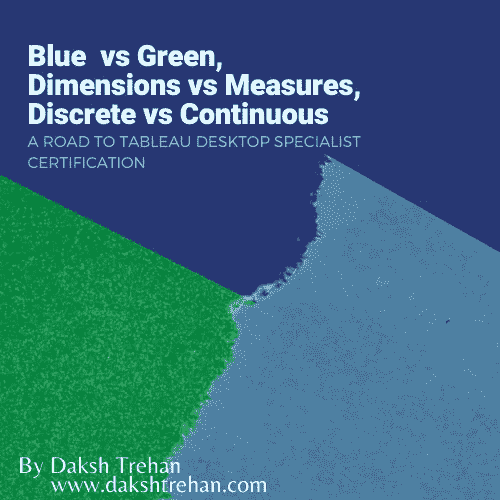 Blue vs Green,
Dimensions vs Measures,
Discrete vs Continuous
A ROAD TO TABLEAU DESKTOP SPECIALIST
CERTIFICATION
By Daksh Trehan
www.dakshtrehan.com